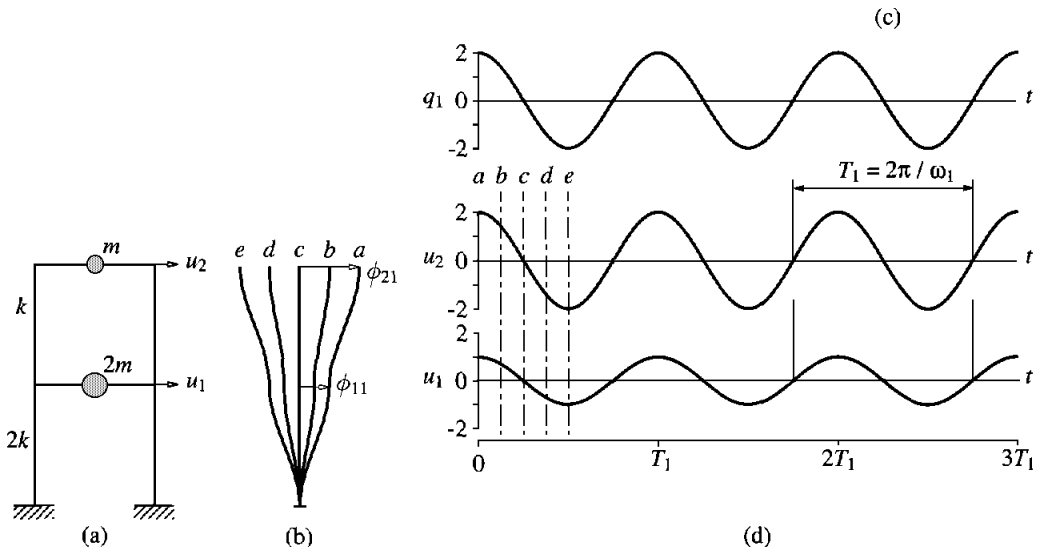 (c)
2
q₁ 0 t
-2
a b c d e
T₁ = 2π / ω₁
2
u₂ 0 t
-2
2
u₁ 0 t
-2
0 T₁ 2T₁ 3T₁
m
u₂
k
2m
u₁
2k
(a)
e d c b a
ϕ₂₁
ϕ₁₁
(b)
(d)